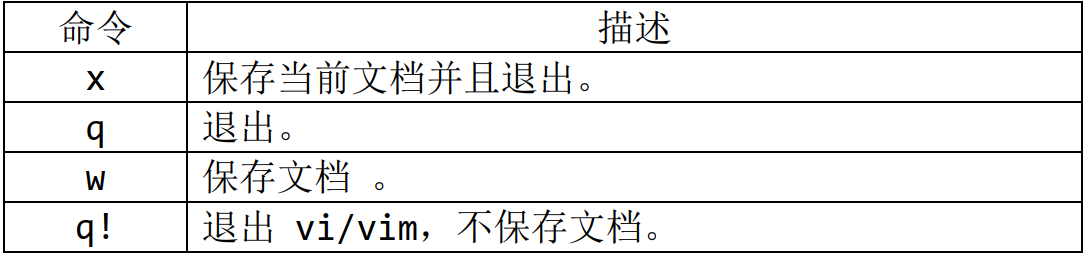 命令 描述
x 保存当前文档并且退出。
q 退出。
w 保存文档 。
q! 退出 vi/vim，不保存文档。